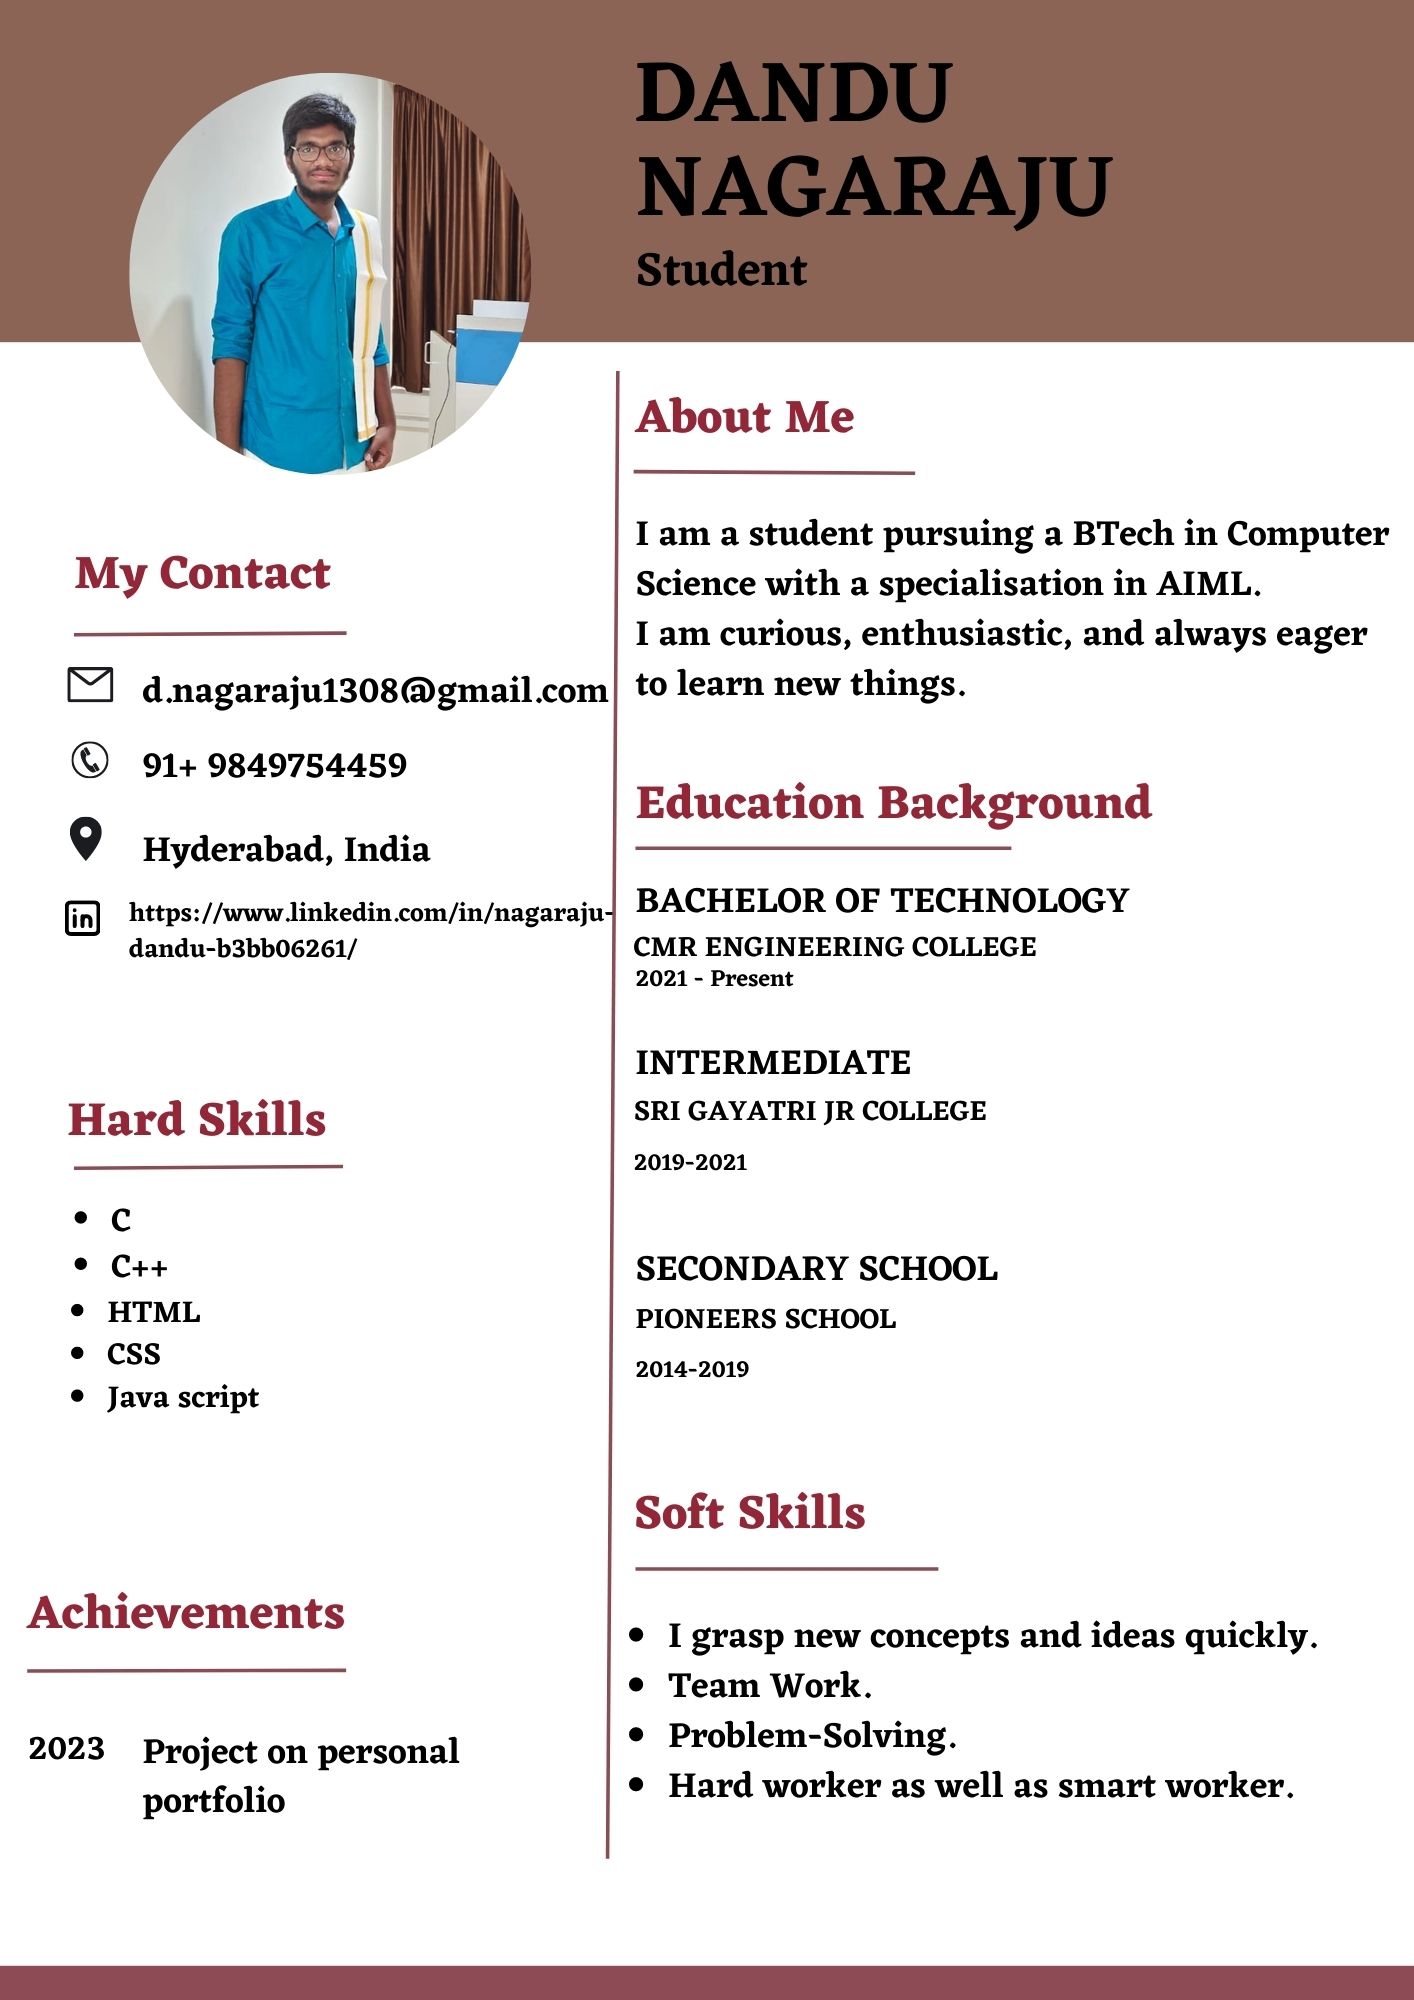 DANDU
NAGARAJU
Student
My Contact
d.nagaraju1308@gmail.com
91+ 9849754459
Hyderabad, India
https://www.linkedin.com/in/nagaraju-
dandu-b3bb06261/
Hard Skills
C
C++
HTML
CSS
Java script
Achievements
2023 Project on personal
portfolio
About Me
I am a student pursuing a BTech in Computer
Science with a specialisation in AIML.
I am curious, enthusiastic, and always eager
to learn new things.
Education Background
BACHELOR OF TECHNOLOGY
CMR ENGINEERING COLLEGE
2021 - Present
INTERMEDIATE
SRI GAYATRI JR COLLEGE
2019-2021
SECONDARY SCHOOL
PIONEERS SCHOOL
2014-2019
Soft Skills
I grasp new concepts and ideas quickly.
Team Work.
Problem-Solving.
Hard worker as well as smart worker.